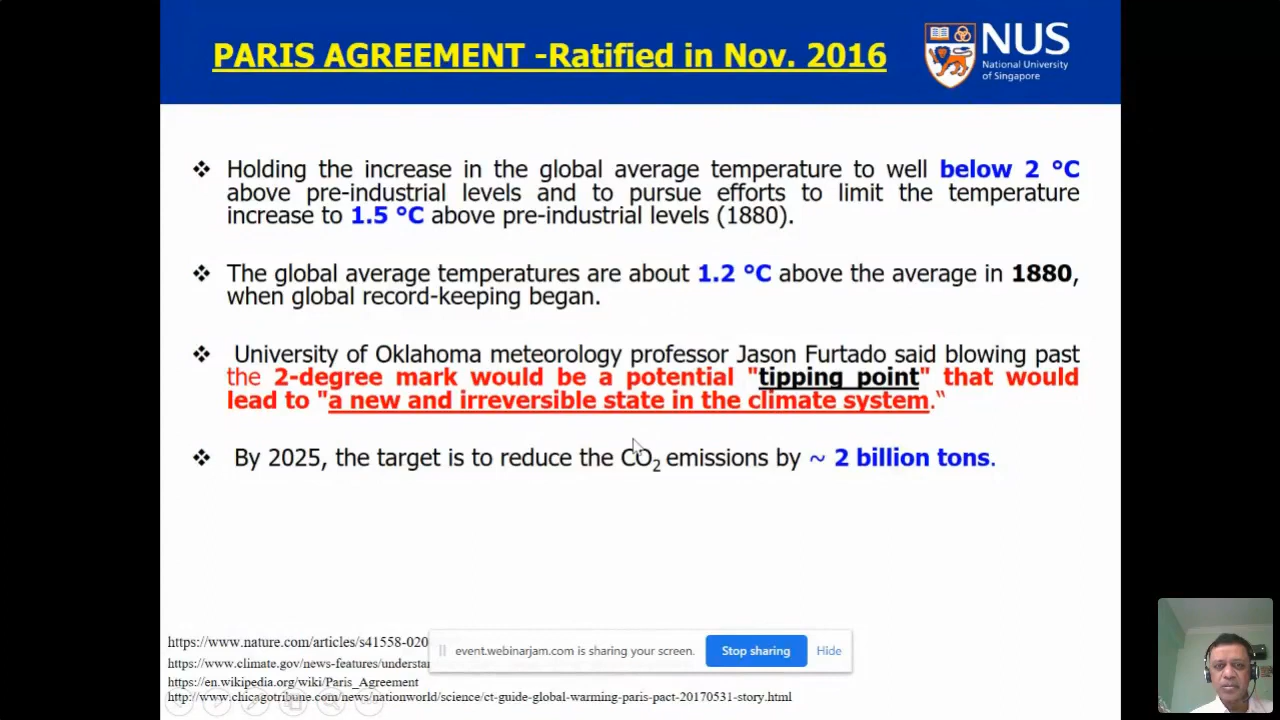 PARIS AGREEMENT -Ratified in Nov. 2016
NUS
National University
of Singapore
❖ Holding the increase in the global average temperature to well below 2 °C
above pre-industrial levels and to pursue efforts to limit the temperature
increase to 1.5 °C above pre-industrial levels (1880).
❖ The global average temperatures are about 1.2 °C above the average in 1880,
when global record-keeping began.
❖ University of Oklahoma meteorology professor Jason Furtado said blowing past
the 2-degree mark would be a potential "tipping point" that would
lead to "a new and irreversible state in the climate system.“
❖ By 2025, the target is to reduce the CO₂ emissions by ~ 2 billion tons.
https://www.nature.com/articles/s41558-020
event.webinarjam.com is sharing your screen.
Stop sharing
Hide
https://www.climate.gov/news-features/understa
https://en.wikipedia.org/wiki/Paris_Agreement
http://www.chicagotribune.com/news/nationworld/science/ct-guide-global-warming-paris-pact-20170531-story.html